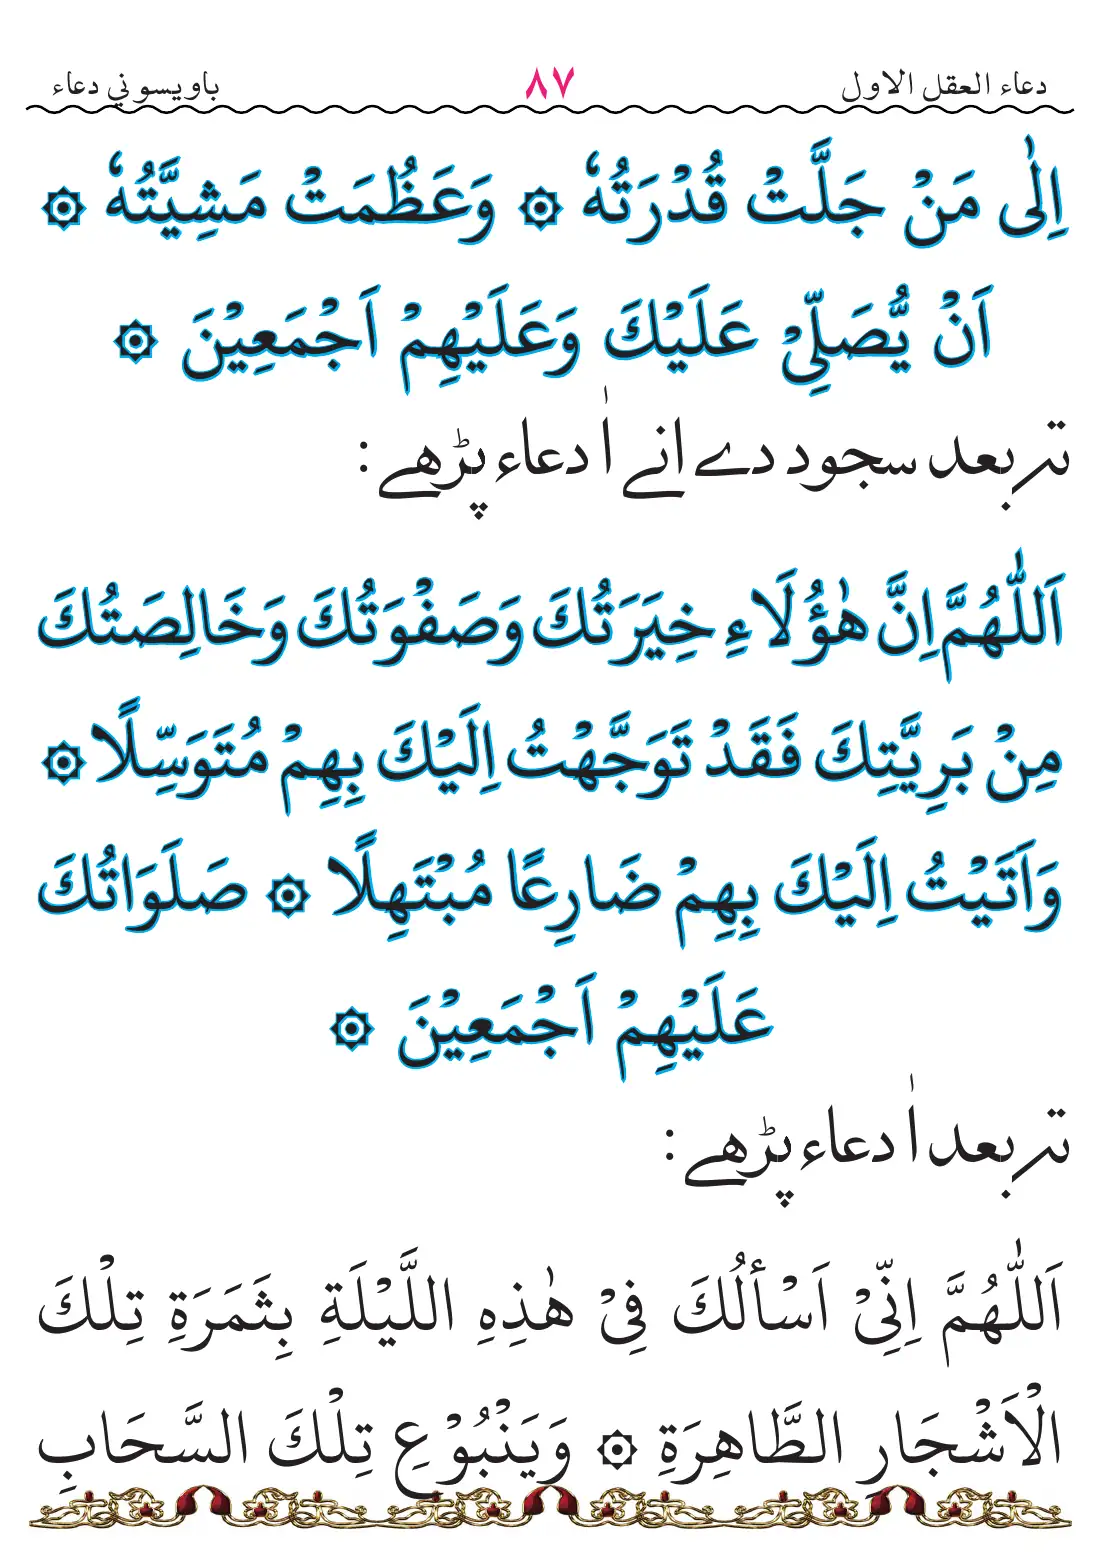 دعاء العقل الاول ٨٧ باويسوني دعاء
اِلٰى مَنْ جَلَّتْ قُدْرَتُهٗ ۞ وَعَظُمَتْ مَشِيَّتُهٗ ۞
اَنْ يُّصَلِّيْ عَلَيْكَ وَعَلَيْهِمْ اَجْمَعِيْنَ ۞
تہ بعد سجود دے انے اٰ دعاء پڑھے :
اَللّٰهُمَّ اِنَّ هٰؤُلَاءِ خِيَرَتُكَ وَصَفْوَتُكَ وَخَالِصَتُكَ
مِنْ بَرِيَّتِكَ فَقَدْ تَوَجَّهْتُ اِلَيْكَ بِهِمْ مُتَوَسِّلًا ۞
وَاَتَيْتُ اِلَيْكَ بِهِمْ ضَارِعًا مُبْتَهِلًا ۞ صَلَوَاتُكَ
عَلَيْهِمْ اَجْمَعِيْنَ ۞
تہ بعد اٰ دعاء پڑھے :
اَللّٰهُمَّ اِنِّيْ اَسْأَلُكَ فِيْ هٰذِهِ اللَّيْلَةِ بِثَمَرَةِ تِلْكَ
الْاَشْجَارِ الطَّاهِرَةِ ۞ وَيَنْبُوْعِ تِلْكَ السَّحَابِ